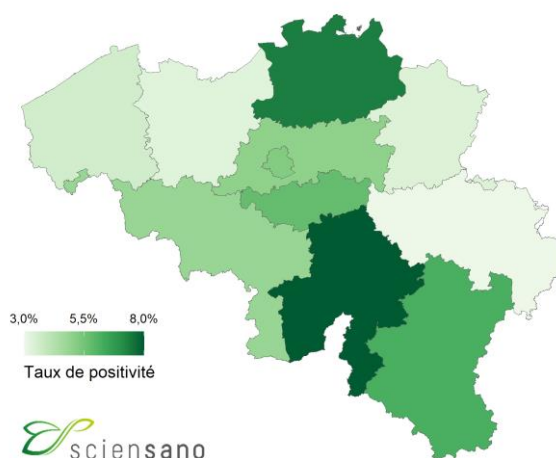 3,0% 5,5% 8,0%
Taux de positivité
sciensano